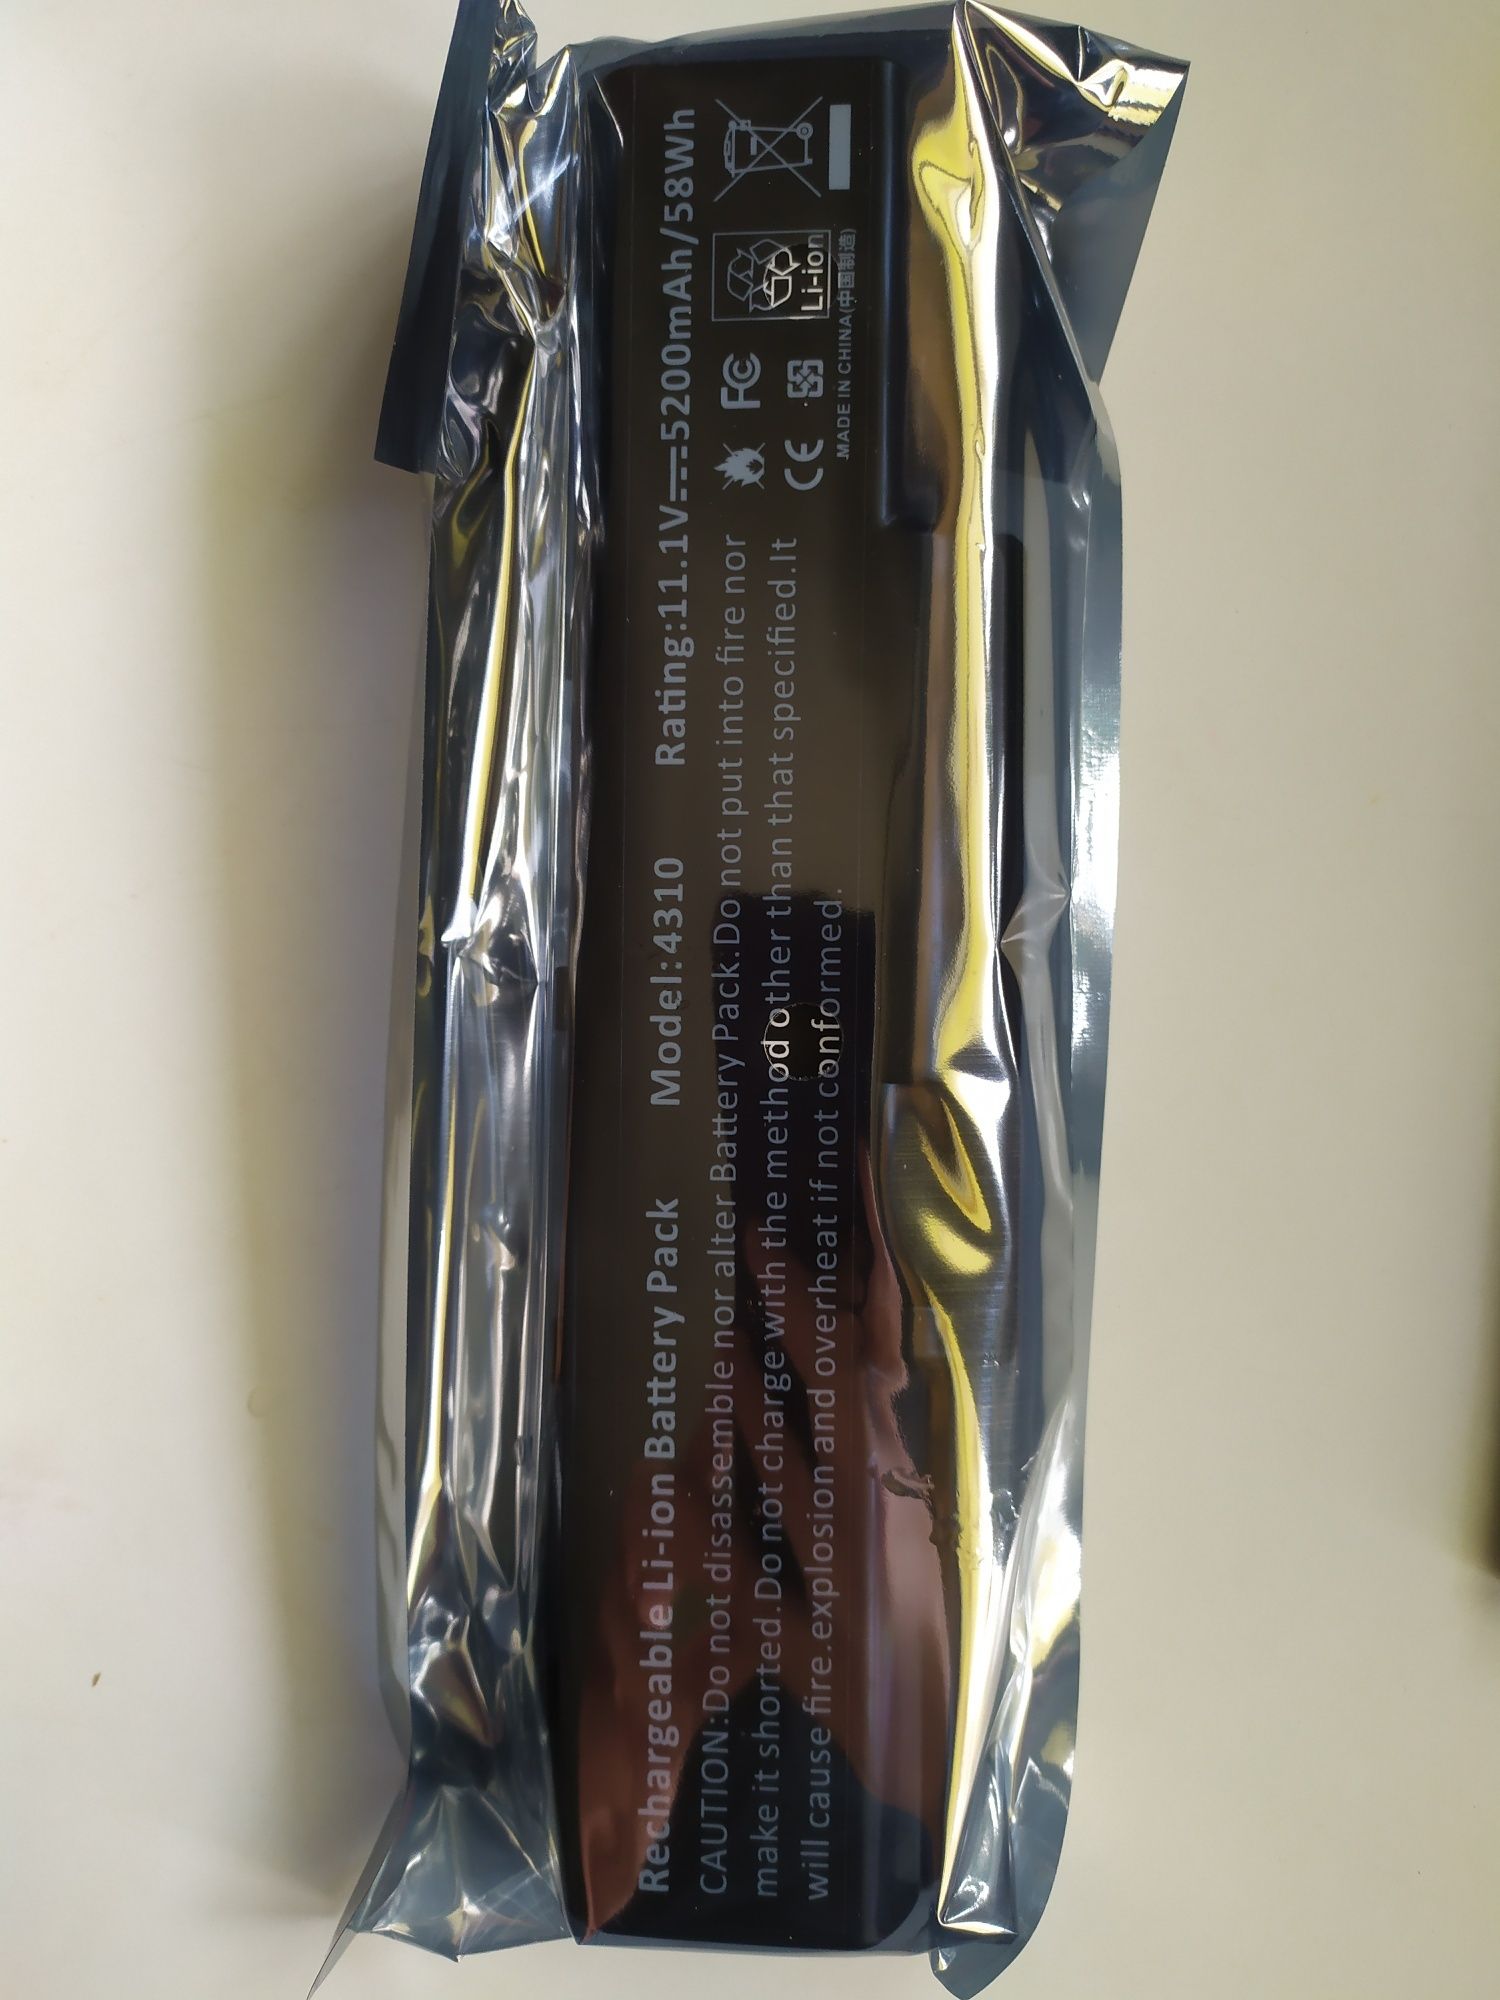 Rechargeable Li-ion Battery Pack Model:4310 Rating:11.1V⎓5200mAh/58Wh
CAUTION:Do not disassemble nor alter Battery Pack.Do not put into fire nor
make it shorted.Do not charge with the method other than that specified.It
will cause fire.explosion and overheat if not conformed.
FC
CE
Li-ion
MADE IN CHINA(中国制造)